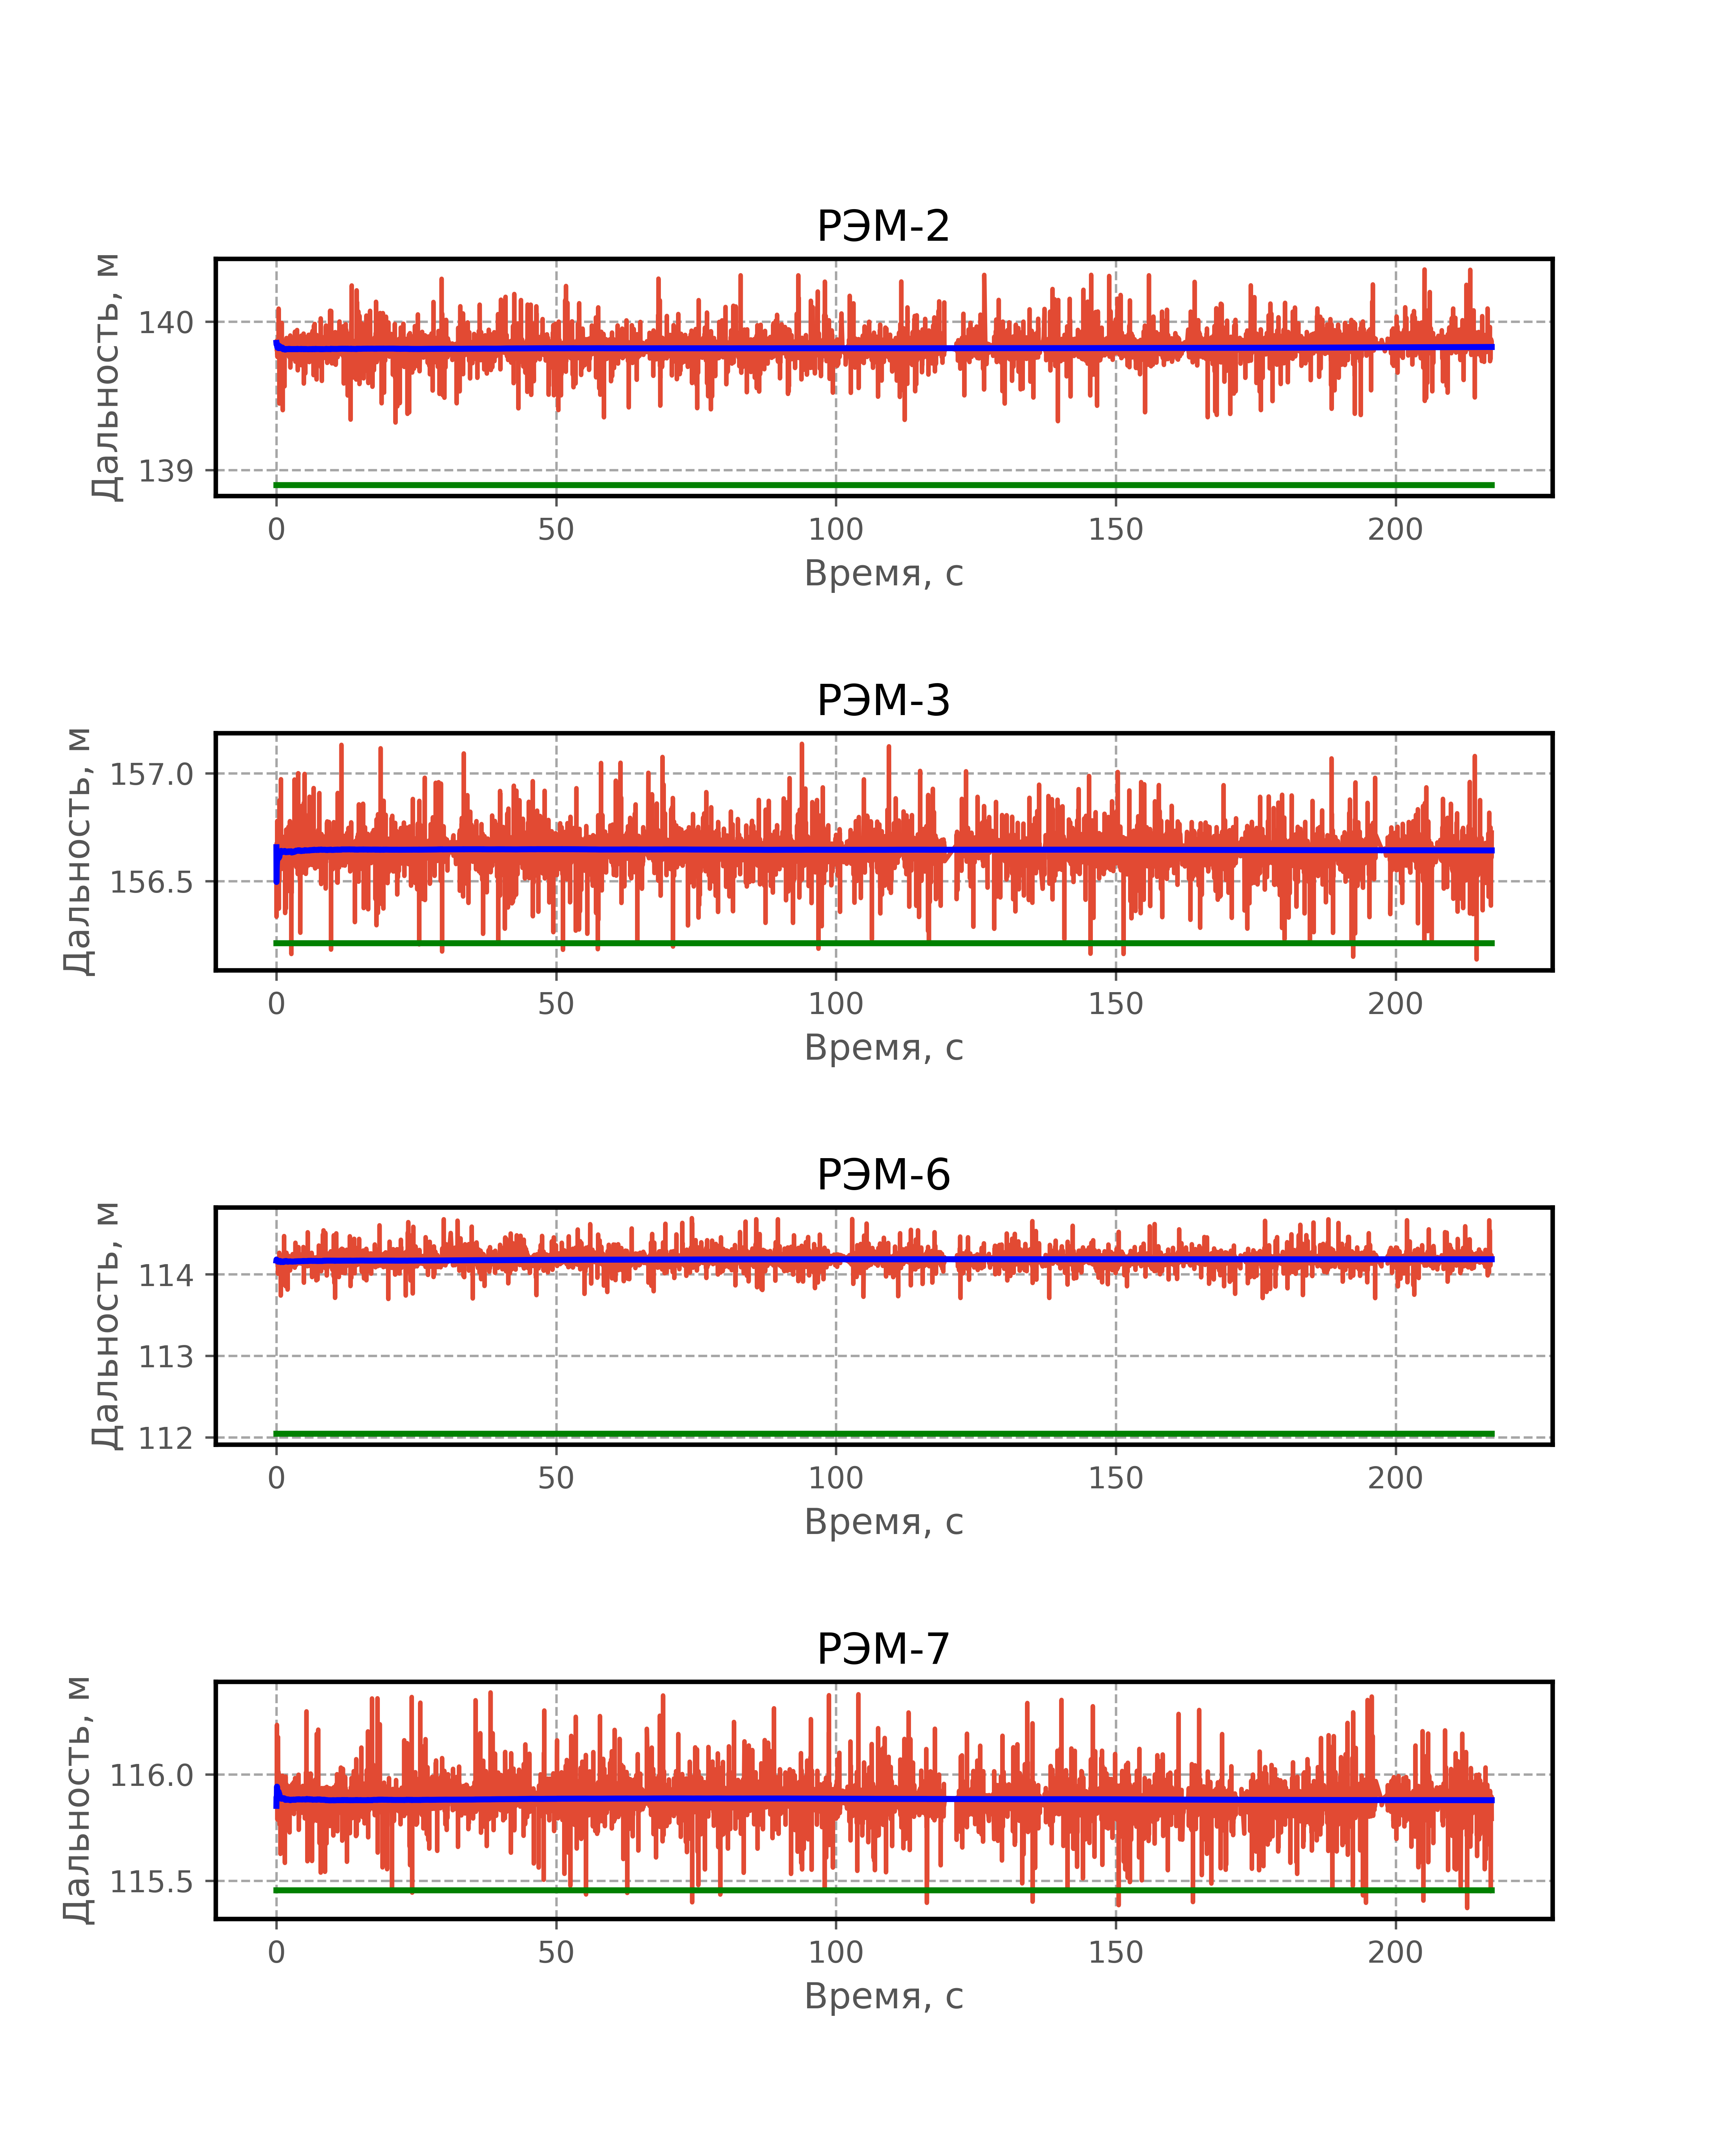 РЭМ-2
Дальность, м
140
139
0 50 100 150 200
Время, с
РЭМ-3
Дальность, м
157.0
156.5
0 50 100 150 200
Время, с
РЭМ-6
Дальность, м
114
113
112
0 50 100 150 200
Время, с
РЭМ-7
Дальность, м
116.0
115.5
0 50 100 150 200
Время, с